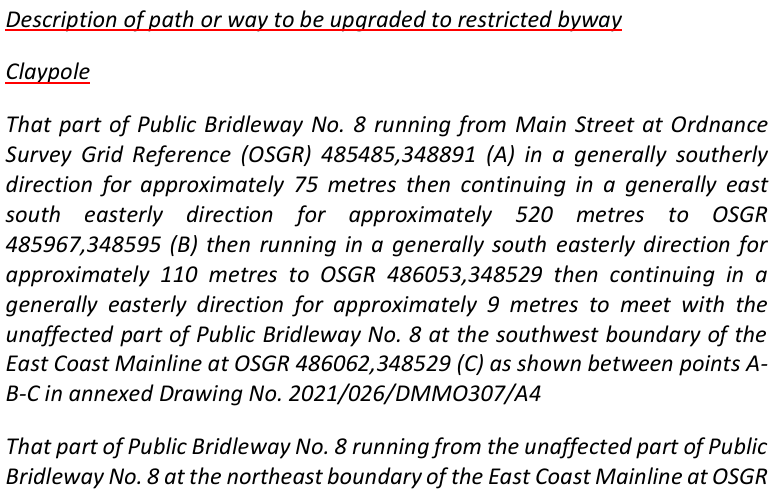 Description of path or way to be upgraded to restricted byway
Claypole
That part of Public Bridleway No. 8 running from Main Street at Ordnance
Survey Grid Reference (OSGR) 485485,348891 (A) in a generally southerly
direction for approximately 75 metres then continuing in a generally east
south easterly direction for approximately 520 metres to OSGR
485967,348595 (B) then running in a generally south easterly direction for
approximately 110 metres to OSGR 486053,348529 then continuing in a
generally easterly direction for approximately 9 metres to meet with the
unaffected part of Public Bridleway No. 8 at the southwest boundary of the
East Coast Mainline at OSGR 486062,348529 (C) as shown between points A-
B-C in annexed Drawing No. 2021/026/DMMO307/A4
That part of Public Bridleway No. 8 running from the unaffected part of Public
Bridleway No. 8 at the northeast boundary of the East Coast Mainline at OSGR